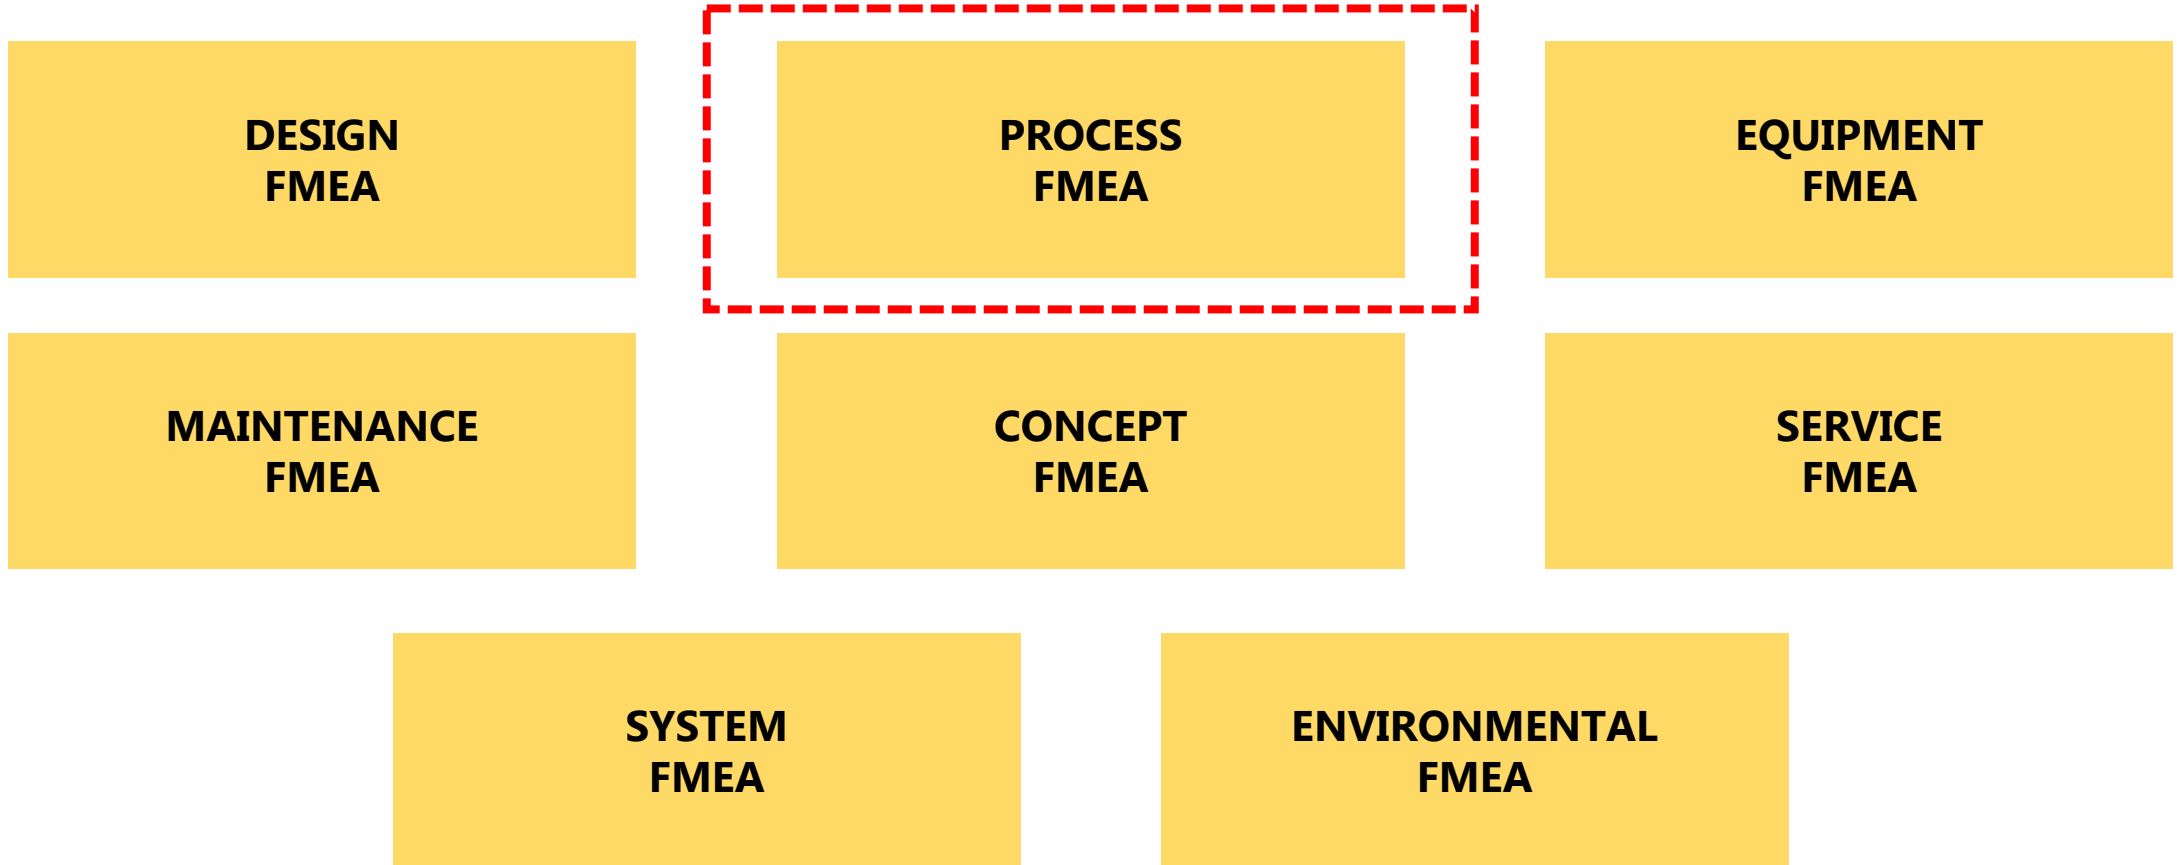 DESIGN
FMEA
PROCESS
FMEA
EQUIPMENT
FMEA
MAINTENANCE
FMEA
CONCEPT
FMEA
SERVICE
FMEA
SYSTEM
FMEA
ENVIRONMENTAL
FMEA